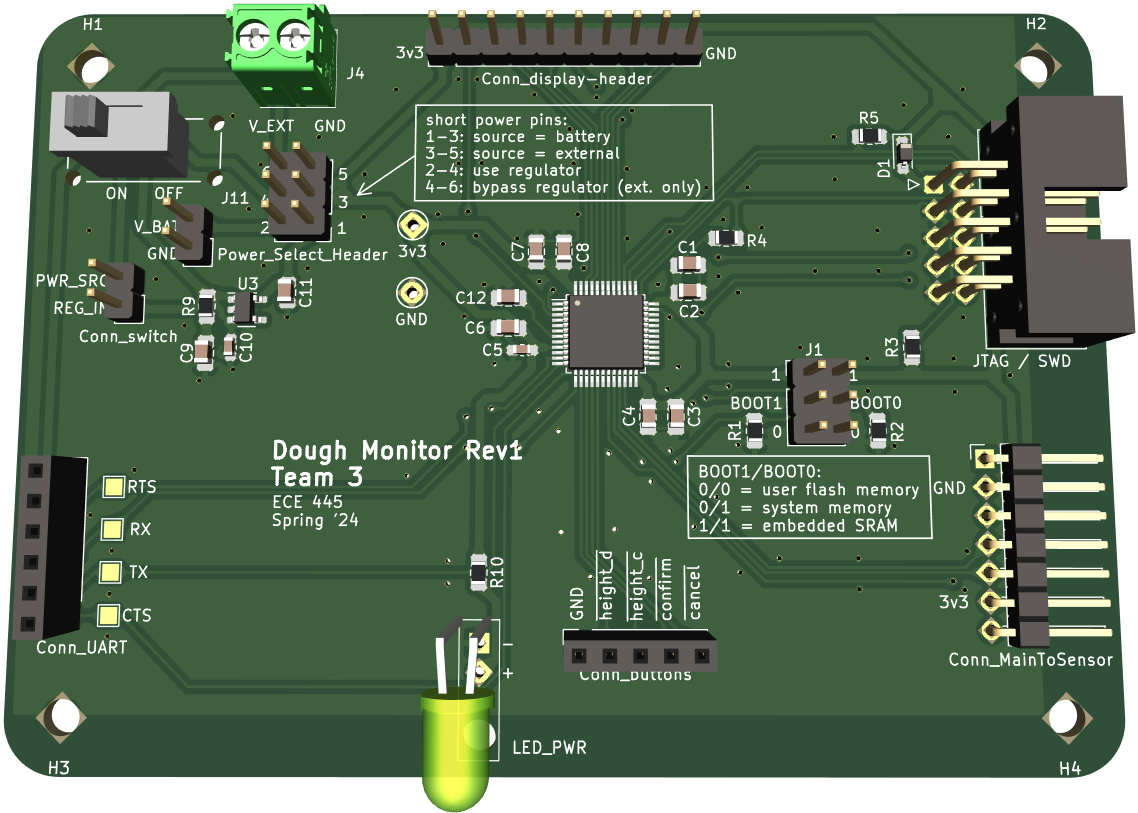 H1
H2
J4
3v3
GND
Conn_display-header
V_EXT GND
short power pins:
1-3: source = battery
3-5: source = external
2-4: use regulator
4-6: bypass regulator (ext. only)
R5
D1
ON OFF
J11
5
3
2
1
V_BAT
GND
Power_Select_Header
3v3
GND
C7
C8
R4
C1
C2
PWR_SRC
REG_IN
Conn_switch
R9
U3
C11
C9
C10
C12
C6
C5
C4
C3
R3
JTAG / SWD
J1
1 1
BOOT1 BOOT0
0 0
R1
R2
BOOT1/BOOT0:
0/0 = user flash memory
0/1 = system memory
1/1 = embedded SRAM
Dough Monitor Rev1
Team 3
ECE 445
Spring '24
RTS
RX
TX
CTS
Conn_UART
R10
-
+
LED_PWR
GND
height_d
height_c
confirm
cancel
Conn_buttons
GND
3v3
Conn_MainToSensor
H3
H4